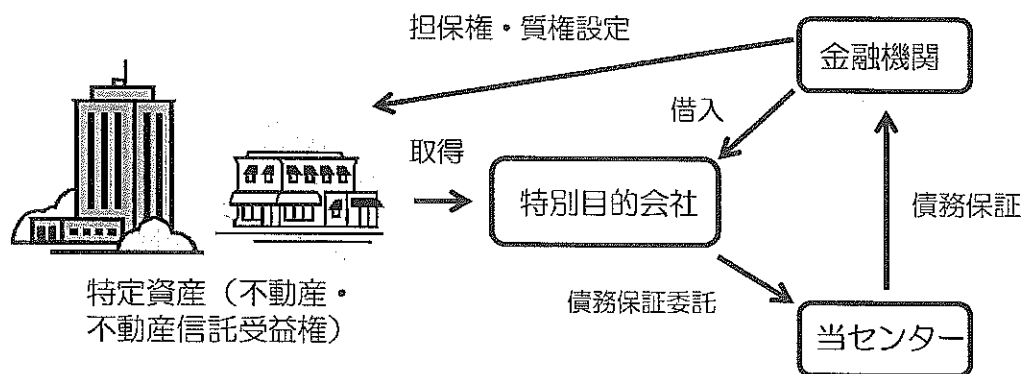 担保権・質権設定
金融機関
借入
取得
特別目的会社
債務保証
特定資産（不動産・
不動産信託受益権）
債務保証委託
当センター